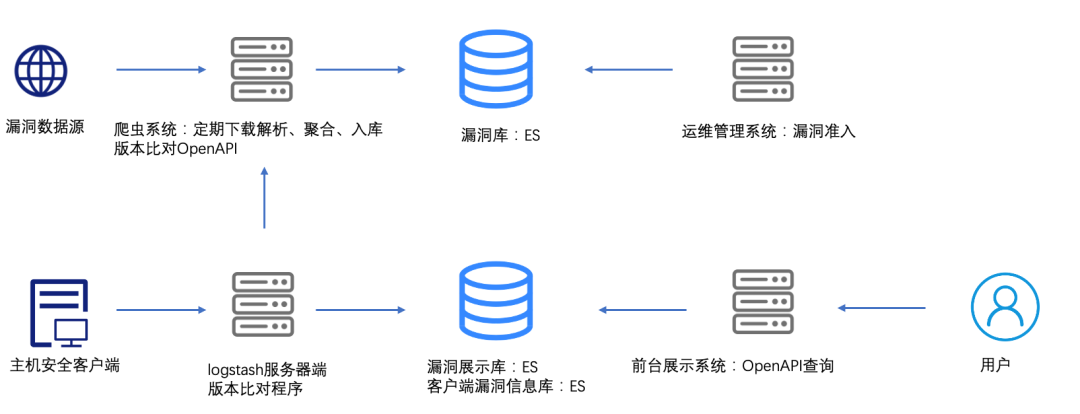 漏洞数据源
爬虫系统：定期下载解析、聚合、入库
版本比对OpenAPI
漏洞库：ES
运维管理系统：漏洞准入
主机安全客户端
logstash服务器端
版本比对程序
漏洞展示库：ES
客户端漏洞信息库：ES
前台展示系统：OpenAPI查询
用户